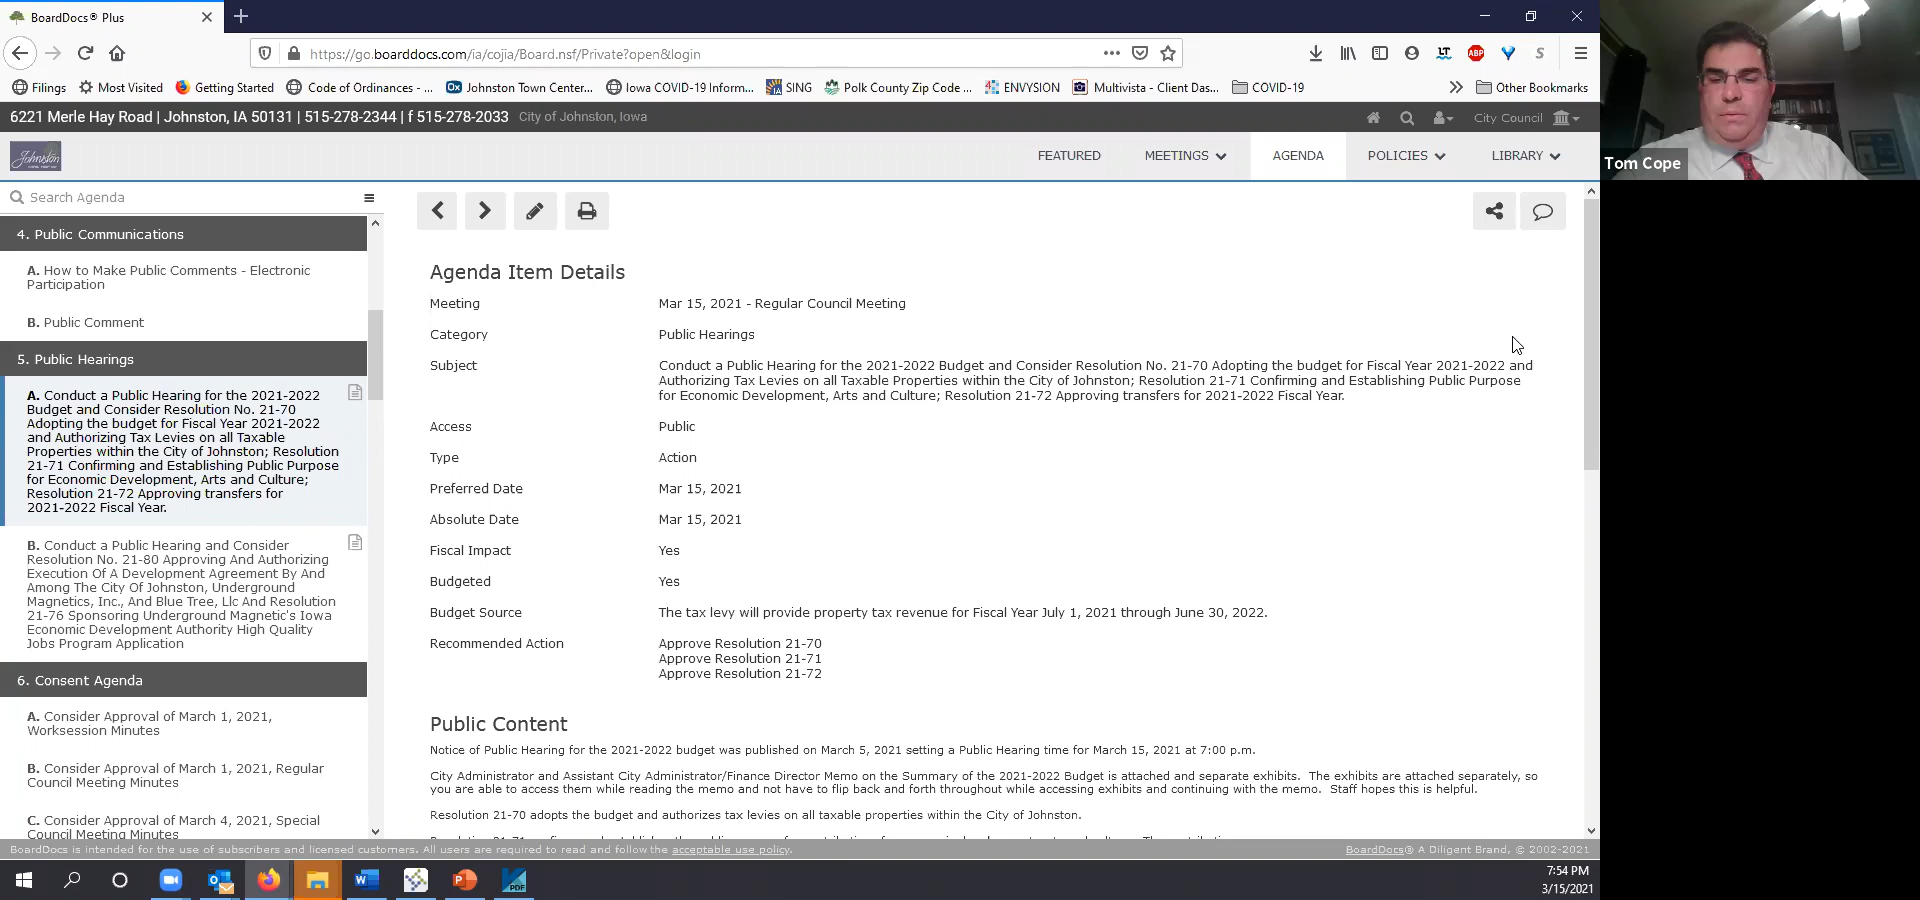 BoardDocs® Plus
https://go.boarddocs.com/ia/cojia/Board.nsf/Private?open&login
Filings
Most Visited
Getting Started
Code of Ordinances - ...
Johnston Town Center...
Iowa COVID-19 Inform...
SING
Polk County Zip Code ...
ENVYSION
Multivista - Client Das...
COVID-19
Other Bookmarks
6221 Merle Hay Road | Johnston, IA 50131 | 515-278-2344 | f 515-278-2033 City of Johnston, Iowa
City Council
Johnston
FEATURED
MEETINGS
AGENDA
POLICIES
LIBRARY
Search Agenda
4. Public Communications
A. How to Make Public Comments - Electronic
Participation
B. Public Comment
5. Public Hearings
A. Conduct a Public Hearing for the 2021-2022
Budget and Consider Resolution No. 21-70
Adopting the budget for Fiscal Year 2021-2022
and Authorizing Tax Levies on all Taxable
Properties within the City of Johnston; Resolution
21-71 Confirming and Establishing Public Purpose
for Economic Development, Arts and Culture;
Resolution 21-72 Approving transfers for
2021-2022 Fiscal Year.
B. Conduct a Public Hearing and Consider
Resolution No. 21-80 Approving And Authorizing
Execution Of A Development Agreement By And
Among The City Of Johnston, Underground
Magnetics, Inc., And Blue Tree, Llc And Resolution
21-76 Sponsoring Underground Magnetic's Iowa
Economic Development Authority High Quality
Jobs Program Application
6. Consent Agenda
A. Consider Approval of March 1, 2021,
Worksession Minutes
B. Consider Approval of March 1, 2021, Regular
Council Meeting Minutes
C. Consider Approval of March 4, 2021, Special
Council Meeting Minutes
Agenda Item Details
Meeting
Mar 15, 2021 - Regular Council Meeting
Category
Public Hearings
Subject
Conduct a Public Hearing for the 2021-2022 Budget and Consider Resolution No. 21-70 Adopting the budget for Fiscal Year 2021-2022 and
Authorizing Tax Levies on all Taxable Properties within the City of Johnston; Resolution 21-71 Confirming and Establishing Public Purpose
for Economic Development, Arts and Culture; Resolution 21-72 Approving transfers for 2021-2022 Fiscal Year.
Access
Public
Type
Action
Preferred Date
Mar 15, 2021
Absolute Date
Mar 15, 2021
Fiscal Impact
Yes
Budgeted
Yes
Budget Source
The tax levy will provide property tax revenue for Fiscal Year July 1, 2021 through June 30, 2022.
Recommended Action
Approve Resolution 21-70
Approve Resolution 21-71
Approve Resolution 21-72
Public Content
Notice of Public Hearing for the 2021-2022 budget was published on March 5, 2021 setting a Public Hearing time for March 15, 2021 at 7:00 p.m.
City Administrator and Assistant City Administrator/Finance Director Memo on the Summary of the 2021-2022 Budget is attached and separate exhibits. The exhibits are attached separately, so
you are able to access them while reading the memo and not have to flip back and forth throughout while accessing exhibits and continuing with the memo. Staff hopes this is helpful.
Resolution 21-70 adopts the budget and authorizes tax levies on all taxable properties within the City of Johnston.
BoardDocs is intended for the use of subscribers and licensed customers. All users are required to read and follow the acceptable use policy.
BoardDocs® A Diligent Brand, © 2002-2021
7:54 PM
3/15/2021
Tom Cope